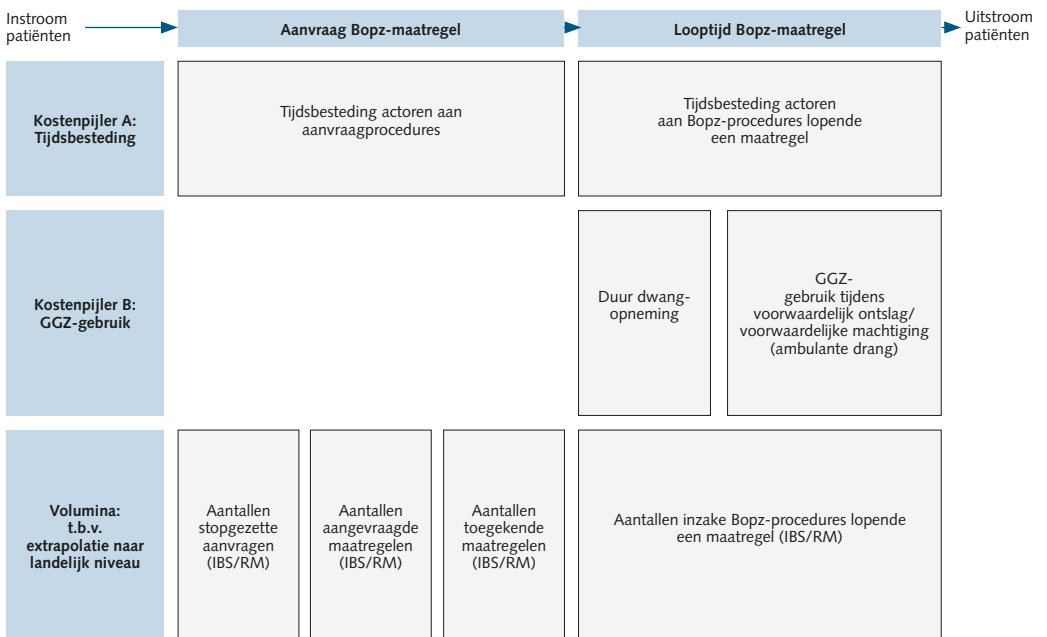 Instroom
patiënten
Aanvraag Bopz-maatregel
Looptijd Bopz-maatregel
Uitstroom
patiënten
Kostenpijler A:
Tijdsbesteding
Tijdsbesteding actoren aan
aanvraagprocedures
Tijdsbesteding actoren
aan Bopz-procedures lopende
een maatregel
Kostenpijler B:
GGZ-gebruik
Duur dwang-
opneming
GGZ-
gebruik tijdens
voorwaardelijk ontslag/
voorwaardelijke machtiging
(ambulante drang)
Volumina:
t.b.v.
extrapolatie naar
landelijk niveau
Aantallen
stopgezette
aanvragen
(IBS/RM)
Aantallen
aangevraagde
maatregelen
(IBS/RM)
Aantallen
toegekende
maatregelen
(IBS/RM)
Aantallen inzake Bopz-procedures lopende
een maatregel (IBS/RM)